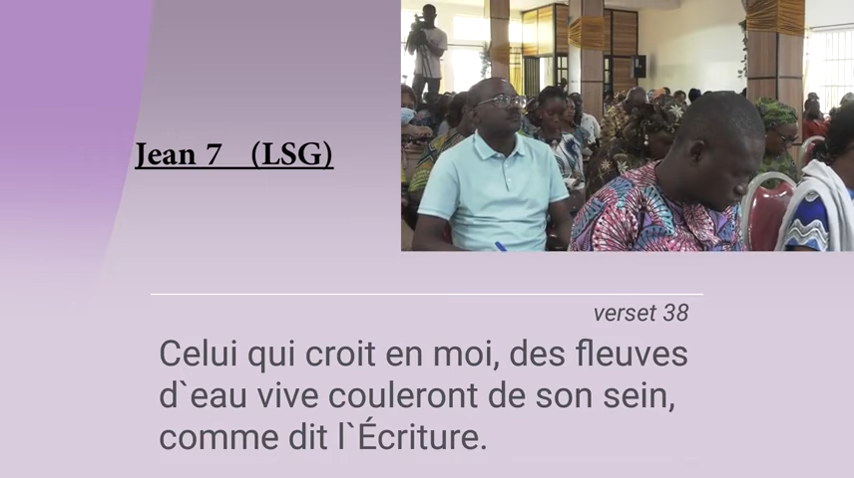 Jean 7 (LSG)
verset 38
Celui qui croit en moi, des fleuves
d`eau vive couleront de son sein,
comme dit l`Écriture.